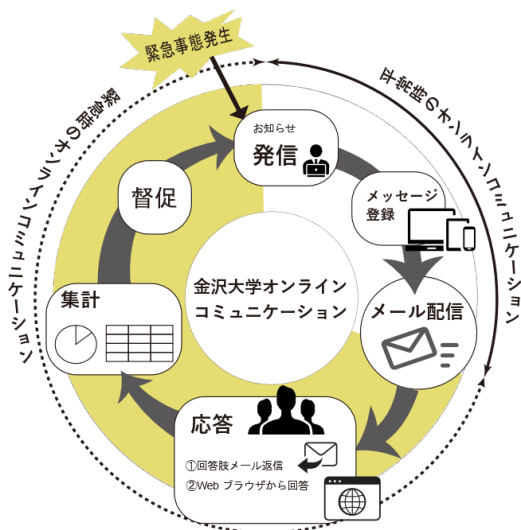 緊急事態発生
平常時のオンラインコミュニケーション
緊急時のオンラインコミュニケーション
お知らせ
発信
督促
メッセージ
登録
金沢大学オンライン
コミュニケーション
集計
メール配信
応答
①回答肢メール返信
②Web ブラウザから回答